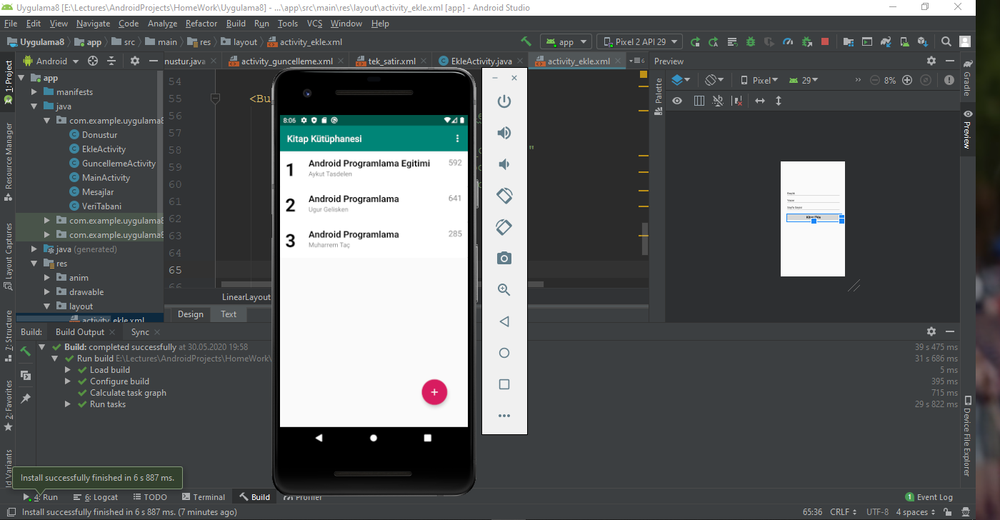 Uygulama8 [E:\Lectures\AndroidProjects\HomeWork\Uygulama8] - ...\app\src\main\res\layout\activity_ekle.xml [app] - Android Studio
File Edit View Navigate Code Analyze Refactor Build Run Tools VCS Window Help
Uygulama8 app src main res layout activity_ekle.xml app Pixel 2 API 29
Android nustur.java activity_guncelleme.xml tek_satir.xml EkleActivity.java activity_ekle.xml 6 Preview
1: Project
Resource Manager
Layout Captures
Z: Structure
2: Favorites
ld Variants
app
manifests
java
com.example.uygulama8
Donustur
EkleActivity
GuncellemeActivity
MainActivity
Mesajlar
VeriTabani
com.example.uygulama8
com.example.uygulama8
java (generated)
res
anim
drawable
layout
activity_ekle.xml
54
55 <Bu
56
57
58 "
59
60
61
62
63
64
65
LinearLayout
Design Text
8:06
Kitap Kütüphanesi
1 Android Programlama Egitimi 592
Aykut Tasdelen
2 Android Programlama 641
Ugur Gelisken
3 Android Programlama 285
Muharrem Taç
+
Palette
Pixel 29 8%
Başlık
Yazar
Sayfa Sayısı
Kitap Ekle
Gradle
Preview
Device File Explorer
Build: Build Output Sync
Build: completed successfully at 30.05.2020 19:58 39 s 475 ms
Run build E:\Lectures\AndroidProjects\HomeWork\ 31 s 686 ms
Load build 5 ms
Configure build 395 ms
Calculate task graph 715 ms
Run tasks 29 s 822 ms
Install successfully finished in 6 s 887 ms.
4: Run 6: Logcat TODO Terminal Build Profiler 1 Event Log
Install successfully finished in 6 s 887 ms. (7 minutes ago) 65:36 CRLF UTF-8 4 spaces